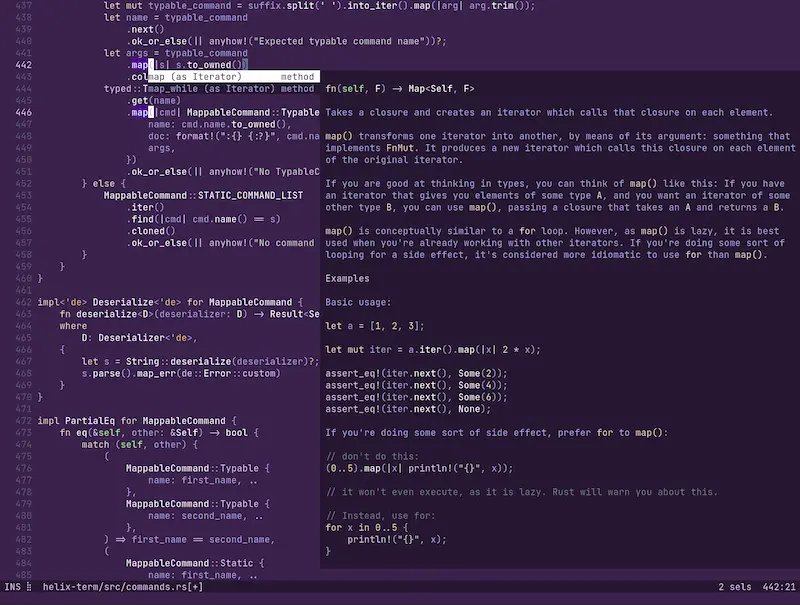 437 let mut typable_command = suffix.split(' ').into_iter().map(|arg| arg.trim());
438 let name = typable_command
439 .next()
440 .ok_or_else(|| anyhow!("Expected typable command name"))?;
441 let args = typable_command
442 .map(|s| s.to_owned())
443 .col
map (as Iterator) method
444 typed::T
map_while (as Iterator) method
445 .get(name)
446 .map(|cmd| MappableCommand::Typable
447 name: cmd.name.to_owned(),
448 doc: format!(":{} {:?}", cmd.na
449 args,
450 })
451 .ok_or_else(|| anyhow!("No TypableC
452 } else {
453 MappableCommand::STATIC_COMMAND_LIST
454 .iter()
455 .find(|cmd| cmd.name() == s)
456 .cloned()
457 .ok_or_else(|| anyhow!("No command
458 }
459 }
460 }
461
462 impl<'de> Deserialize<'de> for MappableCommand {
463 fn deserialize<D>(deserializer: D) -> Result<Se
464 where
465 D: Deserializer<'de>,
466 {
467 let s = String::deserialize(deserializer)?;
468 s.parse().map_err(de::Error::custom)
469 }
470 }
471
472 impl PartialEq for MappableCommand {
473 fn eq(&self, other: &Self) -> bool {
474 match (self, other) {
475 (
476 MappableCommand::Typable {
477 name: first_name, ..
478 },
479 MappableCommand::Typable {
480 name: second_name, ..
481 },
482 ) => first_name == second_name,
483 (
484 MappableCommand::Static {
485 name: first_name, ..
fn(self, F) -> Map<Self, F>
Takes a closure and creates an iterator which calls that closure on each element.
map() transforms one iterator into another, by means of its argument: something that
implements FnMut. It produces a new iterator which calls this closure on each element
of the original iterator.
If you are good at thinking in types, you can think of map() like this: If you have
an iterator that gives you elements of some type A, and you want an iterator of some
other type B, you can use map(), passing a closure that takes an A and returns a B.
map() is conceptually similar to a for loop. However, as map() is lazy, it is best
used when you're already working with other iterators. If you're doing some sort of
looping for a side effect, it's considered more idiomatic to use for than map().
Examples
Basic usage:
let a = [1, 2, 3];
let mut iter = a.iter().map(|x| 2 * x);
assert_eq!(iter.next(), Some(2));
assert_eq!(iter.next(), Some(4));
assert_eq!(iter.next(), Some(6));
assert_eq!(iter.next(), None);
If you're doing some sort of side effect, prefer for to map():
// don't do this:
(0..5).map(|x| println!("{}", x));
// it won't even execute, as it is lazy. Rust will warn you about this.
// Instead, use for:
for x in 0..5 {
println!("{}", x);
}
INS helix-term/src/commands.rs[+] 2 sels 442:21